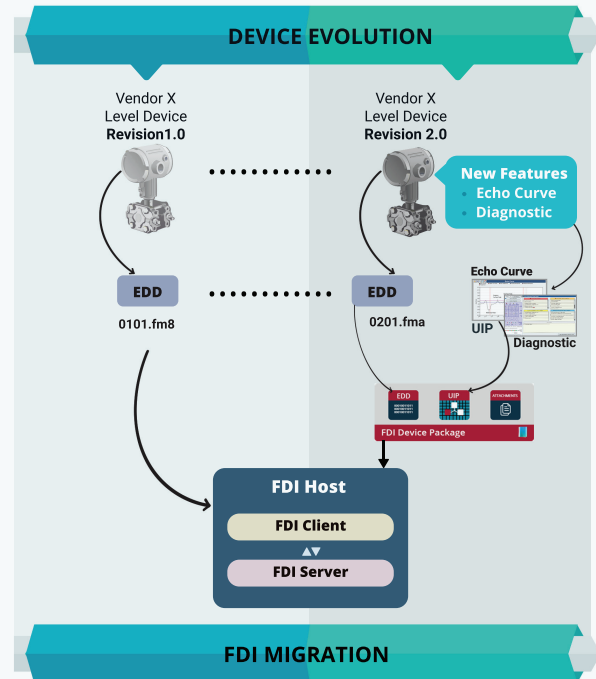 DEVICE EVOLUTION
Vendor X
Level Device
Revision1.0
Vendor X
Level Device
Revision 2.0
New Features
• Echo Curve
• Diagnostic
EDD
0101.fm8
EDD
0201.fma
Echo Curve
UIP
Diagnostic
EDD
UIP
ATTACHMENTS
FDI Device Package
FDI Host
FDI Client
FDI Server
FDI MIGRATION